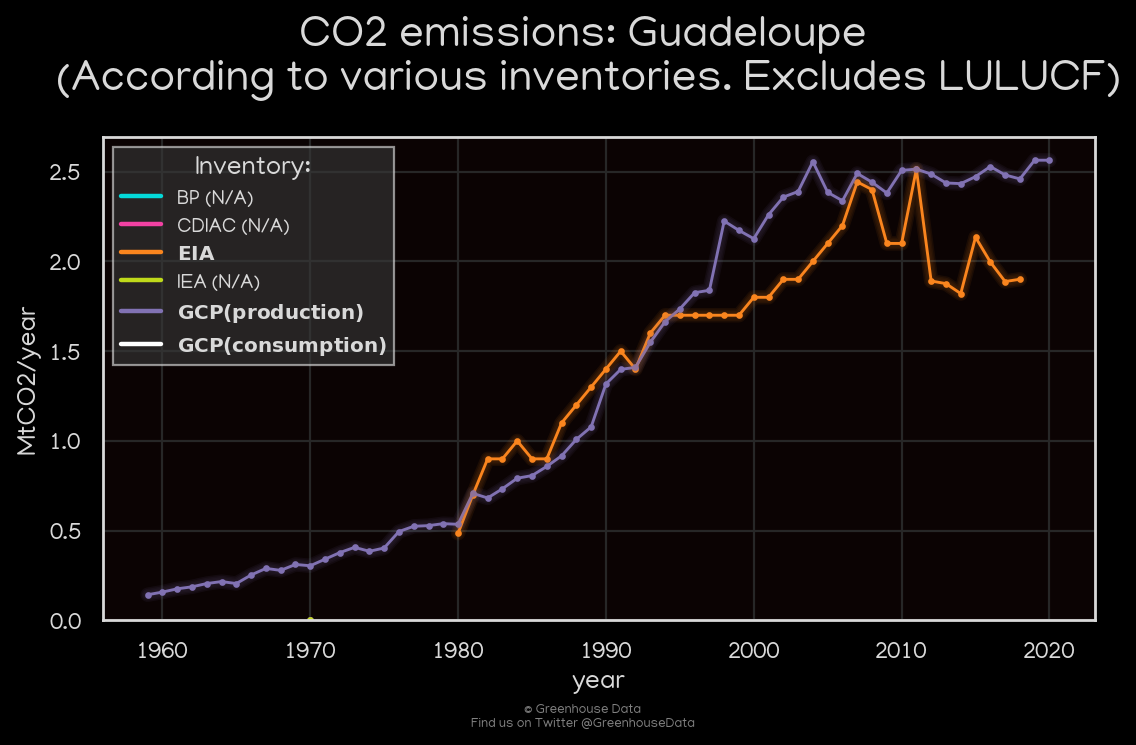 CO2 emissions: Guadeloupe
(According to various inventories. Excludes LULUCF)
Inventory:
BP (N/A)
CDIAC (N/A)
EIA
IEA (N/A)
GCP(production)
GCP(consumption)
MtCO2/year
2.5
2.0
1.5
1.0
0.5
0.0
1960 1970 1980 1990 2000 2010 2020
year
© Greenhouse Data
Find us on Twitter @GreenhouseData